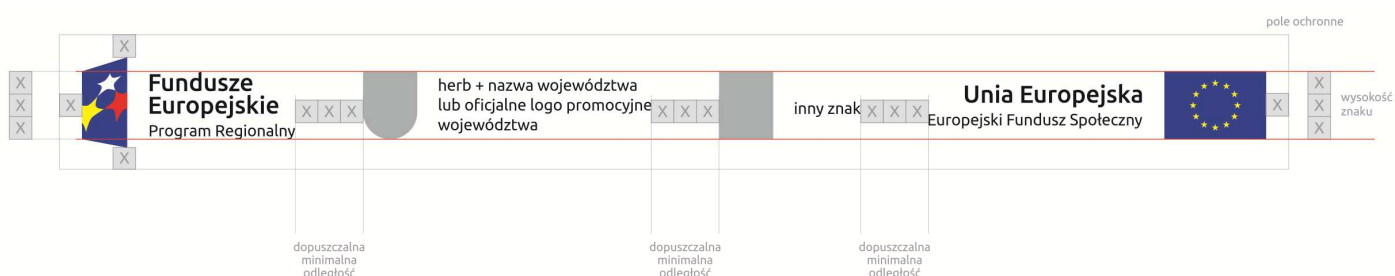 pole ochronne
X
X
X
X
X
X
Fundusze
Europejskie
Program Regionalny
X X X
herb + nazwa województwa
lub oficjalne logo promocyjne
województwa
X X X
inny znak
X X X
Unia Europejska
Europejski Fundusz Społeczny
X
X
X
X
wysokość
znaku
dopuszczalna
minimalna
odległość
dopuszczalna
minimalna
odległość
dopuszczalna
minimalna
odległość